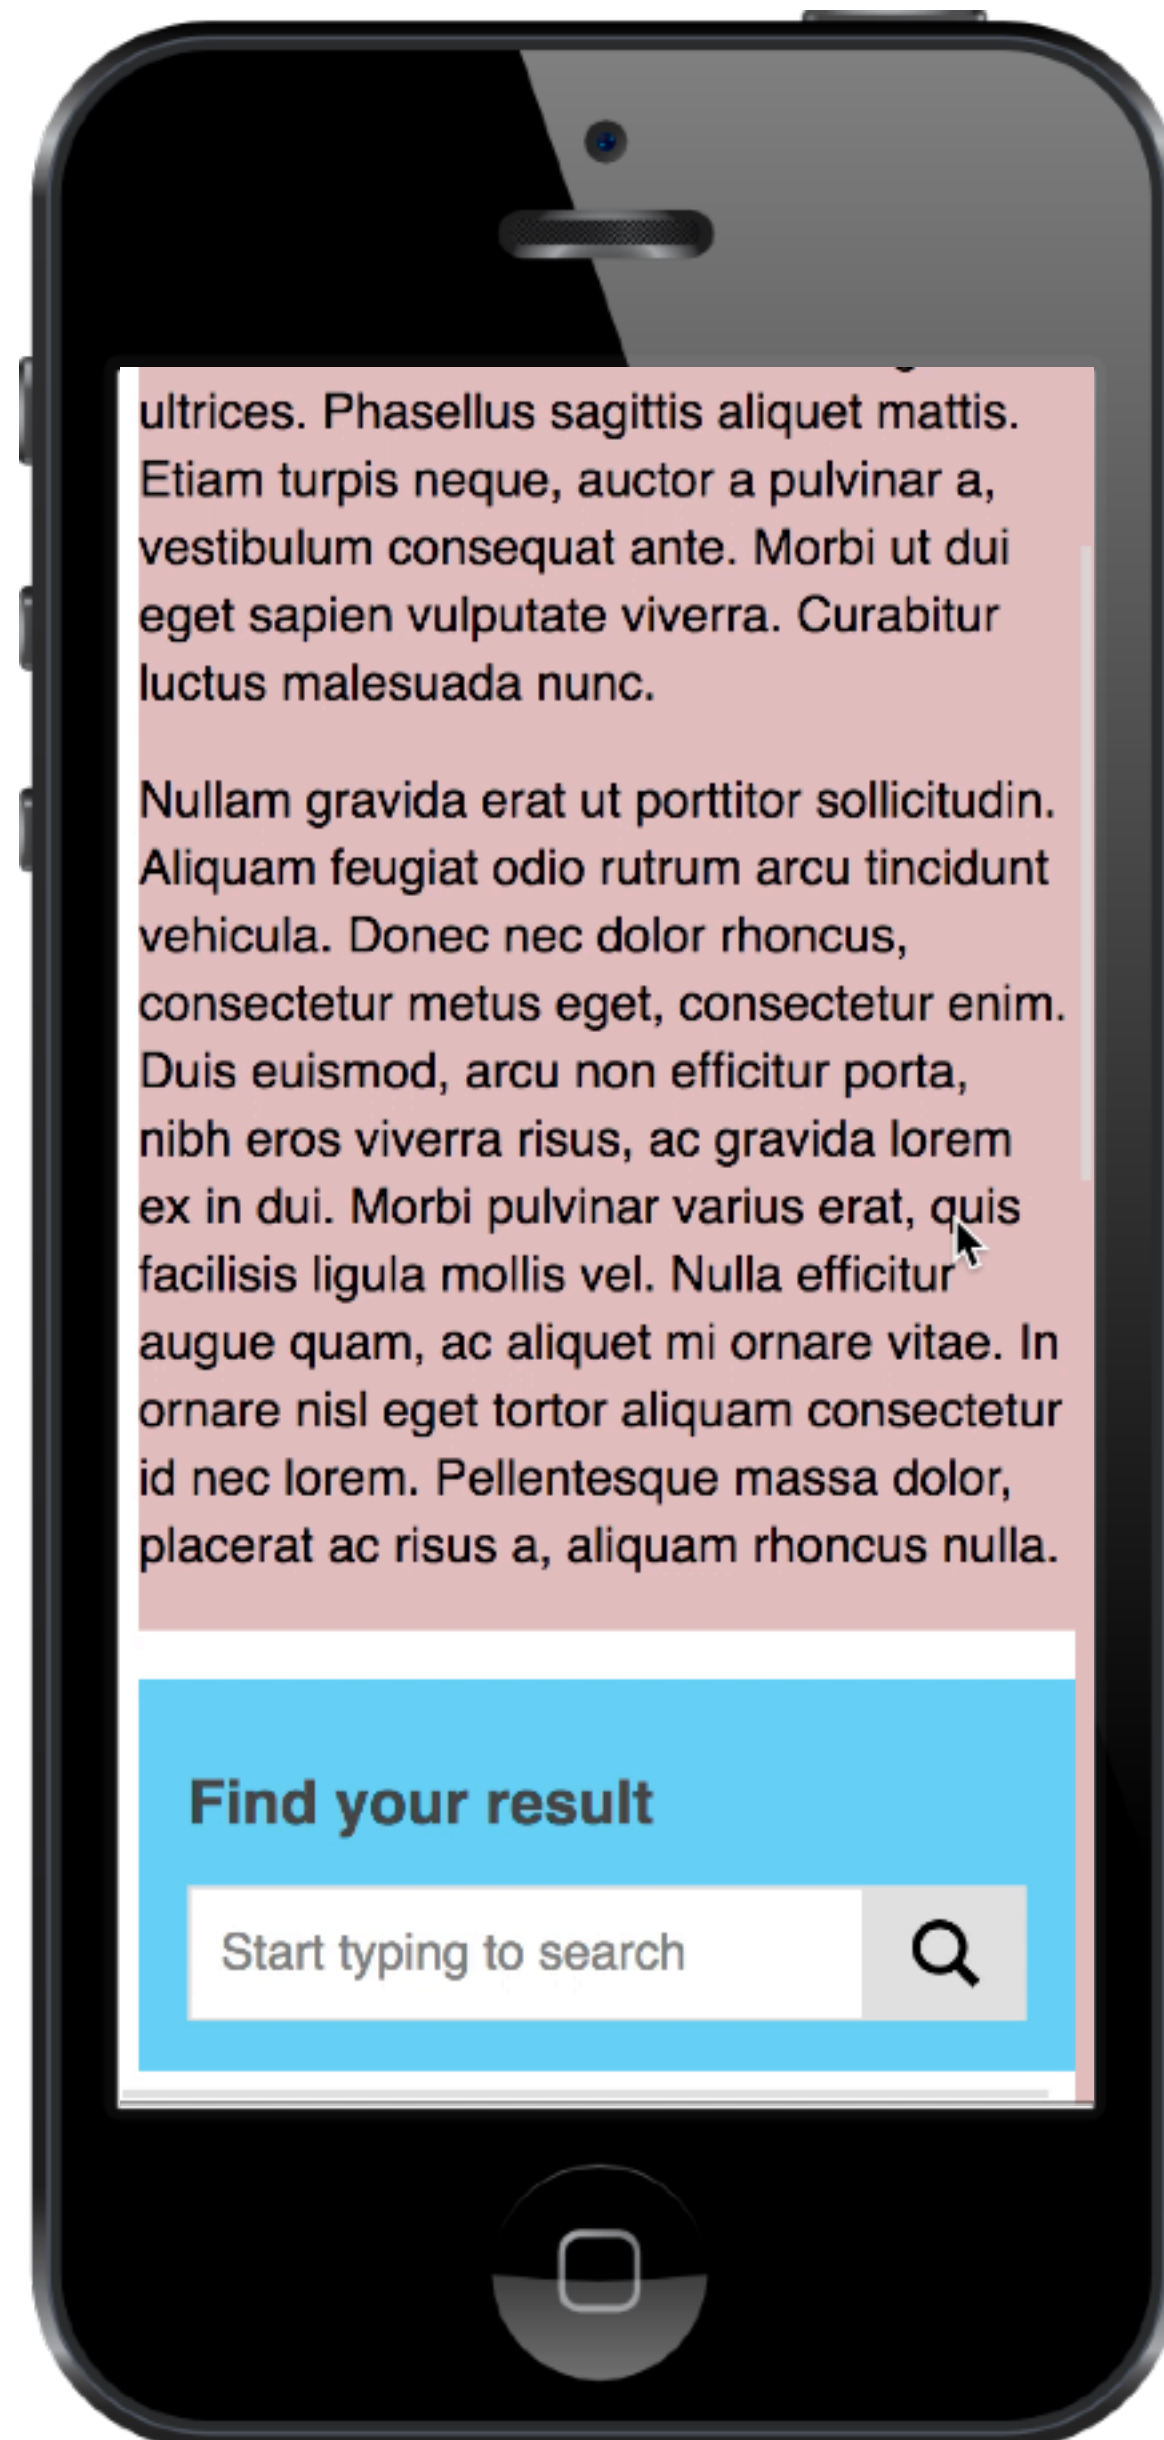 ultrices. Phasellus sagittis aliquet mattis.
Etiam turpis neque, auctor a pulvinar a,
vestibulum consequat ante. Morbi ut dui
eget sapien vulputate viverra. Curabitur
luctus malesuada nunc.
Nullam gravida erat ut porttitor sollicitudin.
Aliquam feugiat odio rutrum arcu tincidunt
vehicula. Donec nec dolor rhoncus,
consectetur metus eget, consectetur enim.
Duis euismod, arcu non efficitur porta,
nibh eros viverra risus, ac gravida lorem
ex in dui. Morbi pulvinar varius erat, quis
facilisis ligula mollis vel. Nulla efficitur
augue quam, ac aliquet mi ornare vitae. In
ornare nisl eget tortor aliquam consectetur
id nec lorem. Pellentesque massa dolor,
placerat ac risus a, aliquam rhoncus nulla.
Find your result
Start typing to search